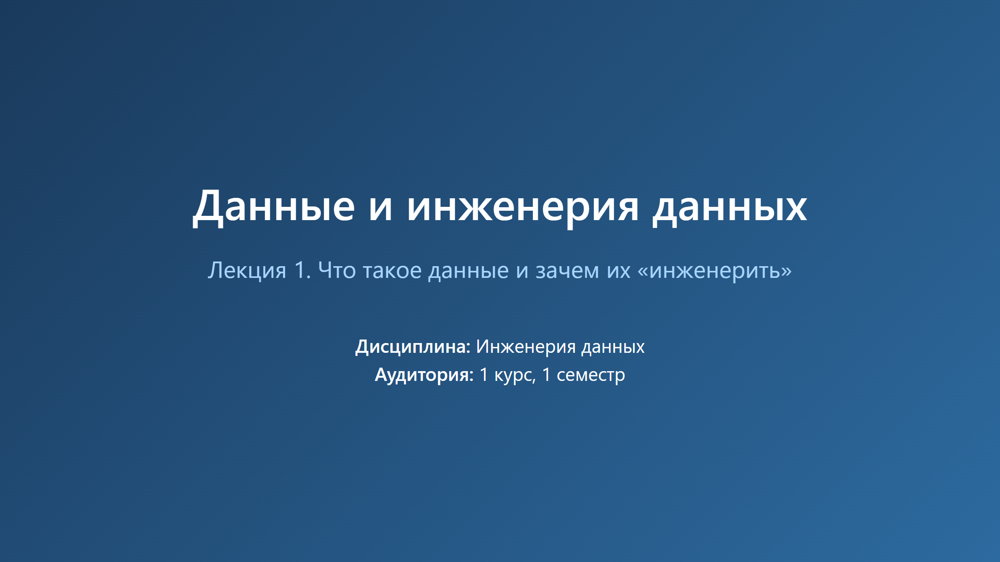 Данные и инженерия данных
Лекция 1. Что такое данные и зачем их «инженерить»
Дисциплина: Инженерия данных
Аудитория: 1 курс, 1 семестр